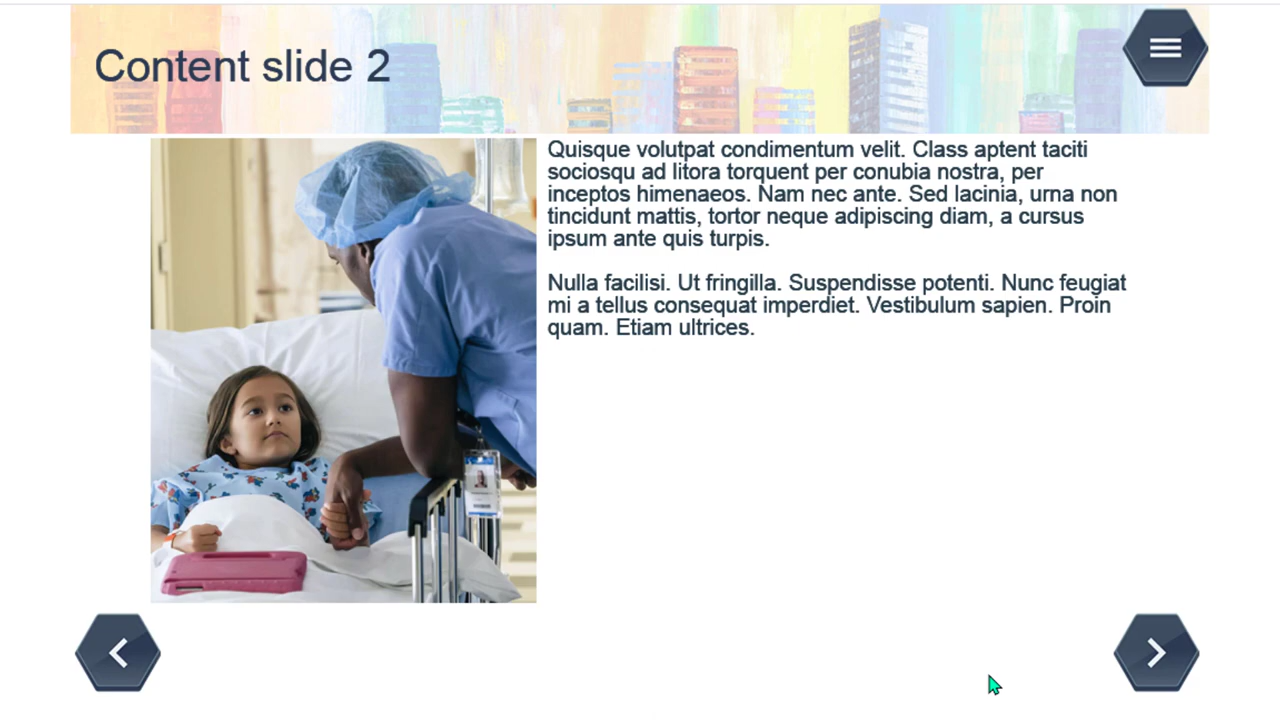 Content slide 2
Quisque volutpat condimentum velit. Class aptent taciti
sociosqu ad litora torquent per conubia nostra, per
inceptos himenaeos. Nam nec ante. Sed lacinia, urna non
tincidunt mattis, tortor neque adipiscing diam, a cursus
ipsum ante quis turpis.
Nulla facilisi. Ut fringilla. Suspendisse potenti. Nunc feugiat
mi a tellus consequat imperdiet. Vestibulum sapien. Proin
quam. Etiam ultrices.